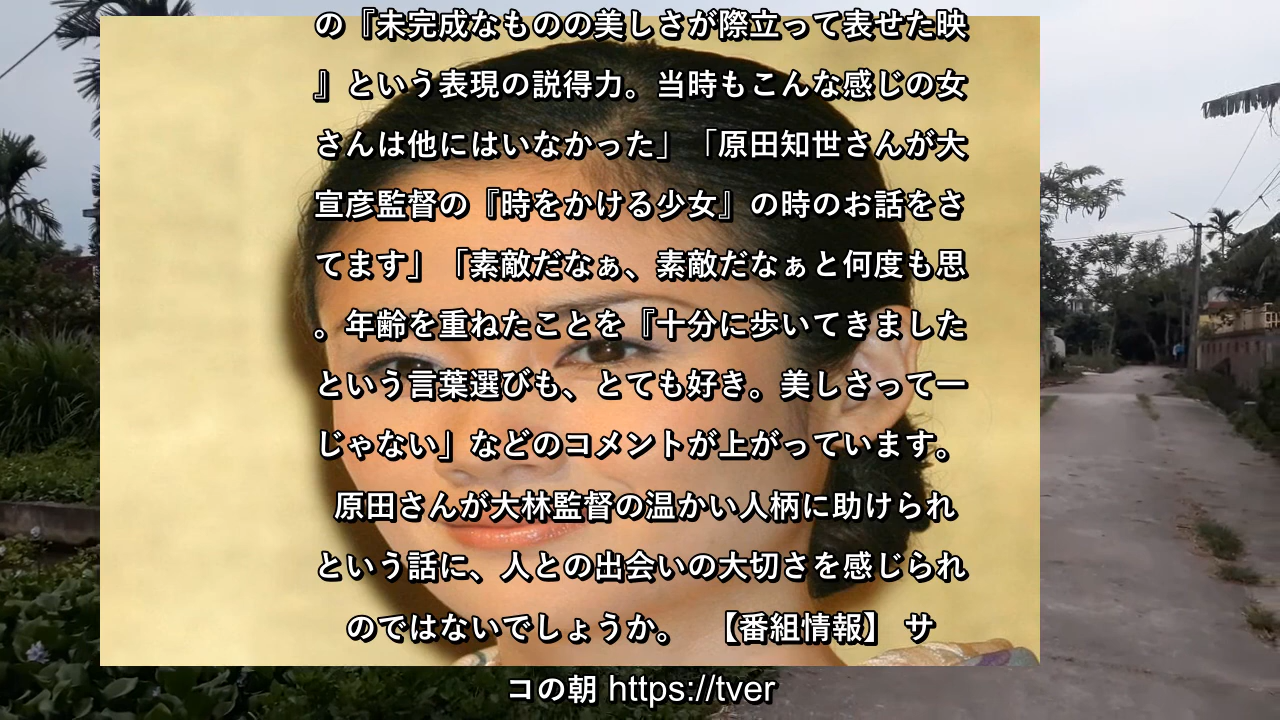 の『未完成なものの美しさが際立って表せた映
』という表現の説得力。当時もこんな感じの女
さんは他にはいなかった」「原田知世さんが大
宣彦監督の『時をかける少女』の時のお話をさ
てます」「素敵だなぁ、素敵だなぁと何度も思
。年齢を重ねたことを『十分に歩いてきました
という言葉選びも、とても好き。美しさって一
じゃない」などのコメントが上がっています。
原田さんが大林監督の温かい人柄に助けられ
という話に、人との出会いの大切さを感じられ
のではないでしょうか。 【番組情報】 サ
コの朝 https://tver